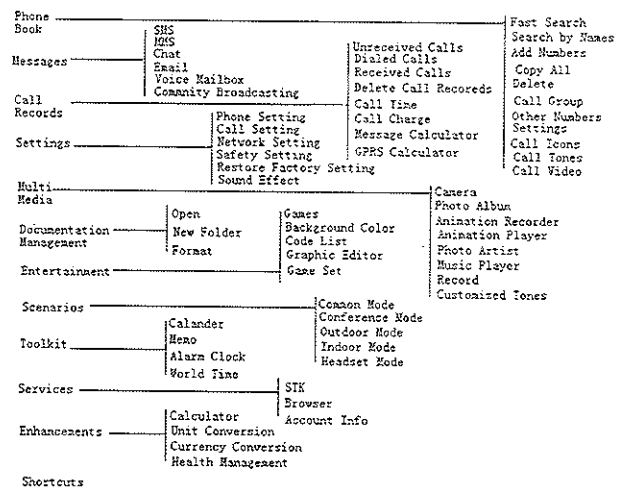 Phone Book
Fast Search
Search by Names
Add Numbers
Copy All
Delete
Call Group
Other Numbers
Settings
Call Icons
Call Tones
Call Video
Messages
SMS
MMS
Chat
Email
Voice Mailbox
Community Broadcasting
Call Records
Unreceived Calls
Dialed Calls
Received Calls
Delete Call Recoreds
Call Time
Call Charge
Message Calculator
GPRS Calculator
Settings
Phone Setting
Call Setting
Network Setting
Safety Setting
Restore Factory Setting
Sound Effect
Multi Media
Camera
Photo Album
Animation Recorder
Animation Player
Photo Artist
Music Player
Record
Customized Tones
Documentation Management
Open
New Folder
Format
Entertainment
Games
Background Color
Code List
Graphic Editor
Game Set
Scenarios
Common Mode
Conference Mode
Outdoor Mode
Indoor Mode
Headset Mode
Toolkit
Calander
Memo
Alarm Clock
World Time
Services
STK
Browser
Account Info
Enhancements
Calculator
Unit Conversion
Currency Conversion
Health Management
Shortcuts